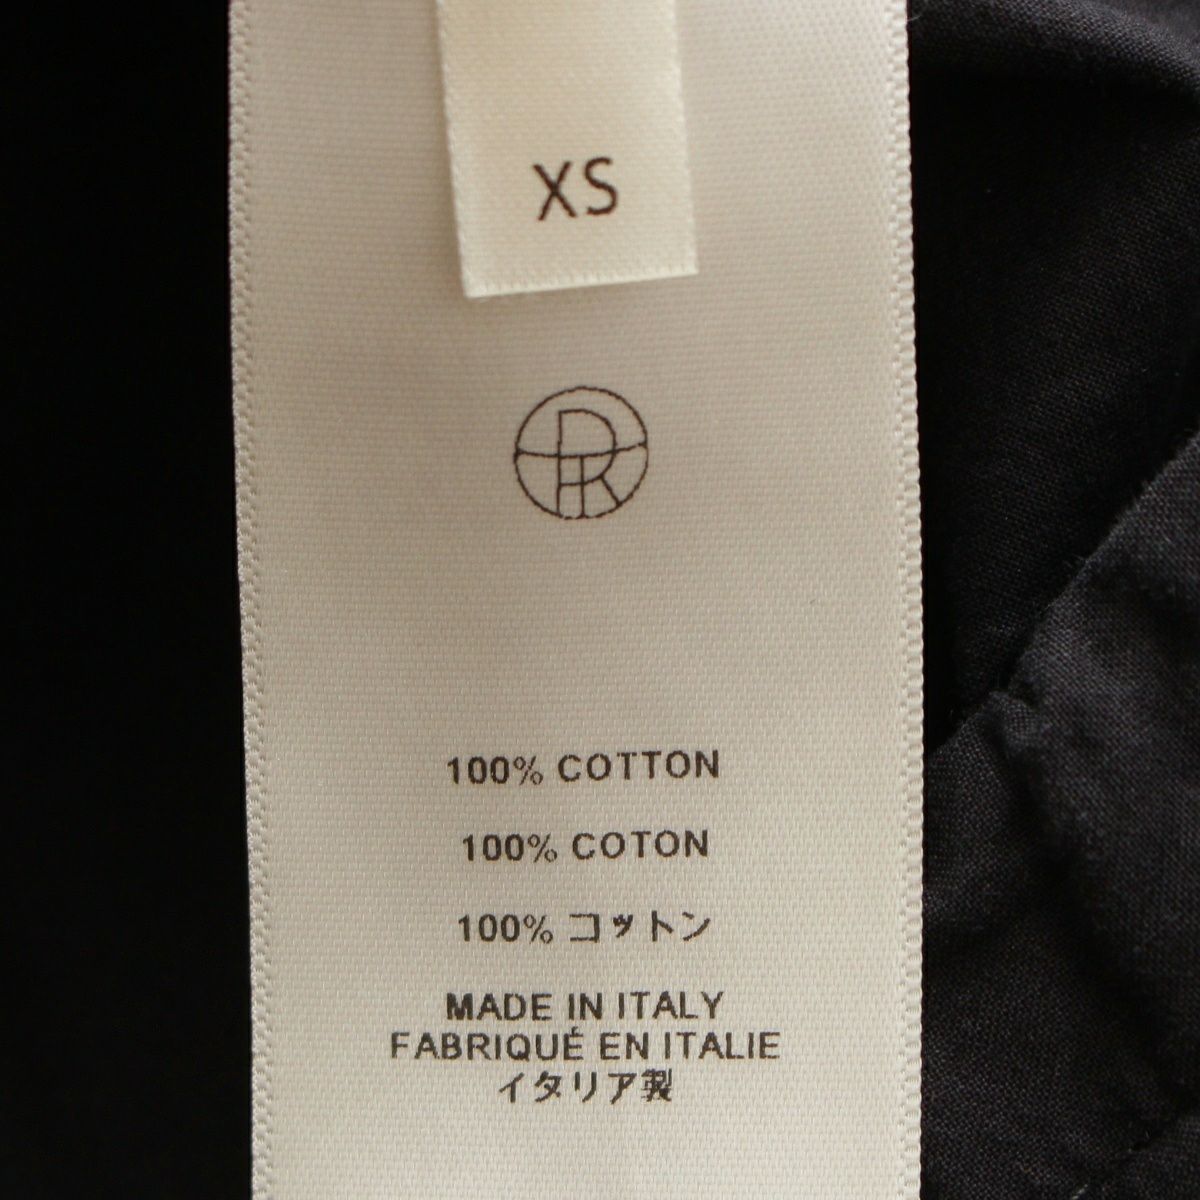 XS
100% COTTON
100% COTON
100% コットン
MADE IN ITALY
FABRIQUÉ EN ITALIE
イタリア製